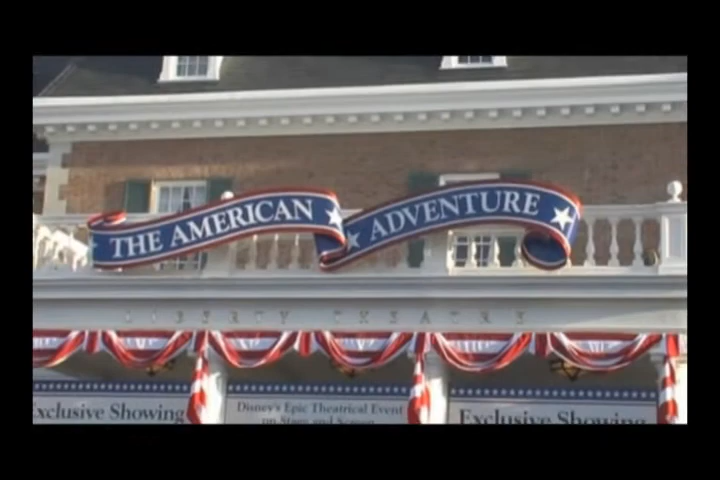 THE AMERICAN ADVENTURE
LIBERTY THEATRE
Exclusive Showing
Disney's Epic Theatrical Event
on Stage and Screen
Exclusive Showing